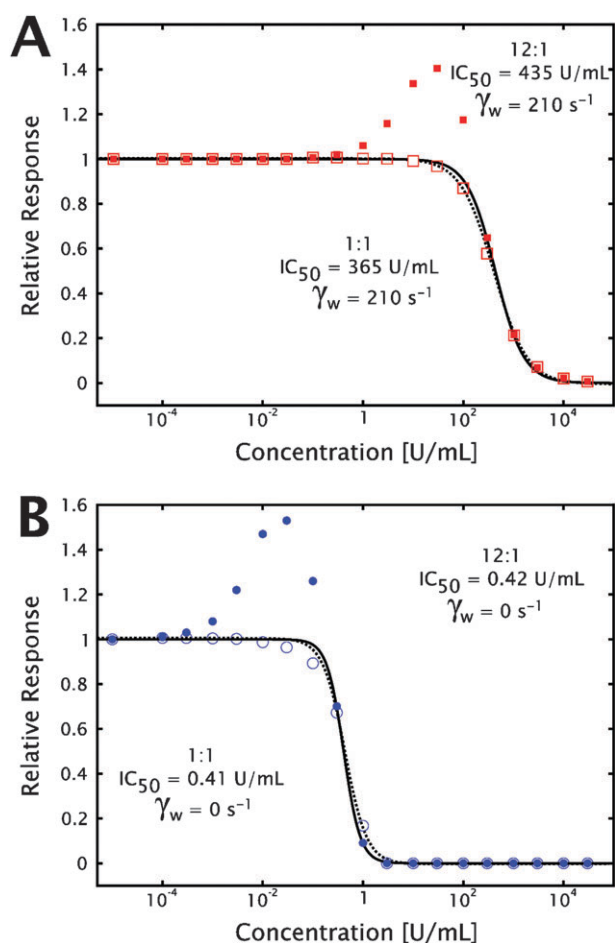 A
1.6
1.4
1.2
1
0.8
0.6
0.4
0.2
0
Relative Response
12:1
IC50 = 435 U/mL
γw = 210 s⁻¹
1:1
IC50 = 365 U/mL
γw = 210 s⁻¹
10⁻⁴
10⁻²
1
10²
10⁴
Concentration [U/mL]
B
1.6
1.4
1.2
1
0.8
0.6
0.4
0.2
0
Relative Response
12:1
IC50 = 0.42 U/mL
γw = 0 s⁻¹
1:1
IC50 = 0.41 U/mL
γw = 0 s⁻¹
10⁻⁴
10⁻²
1
10²
10⁴
Concentration [U/mL]